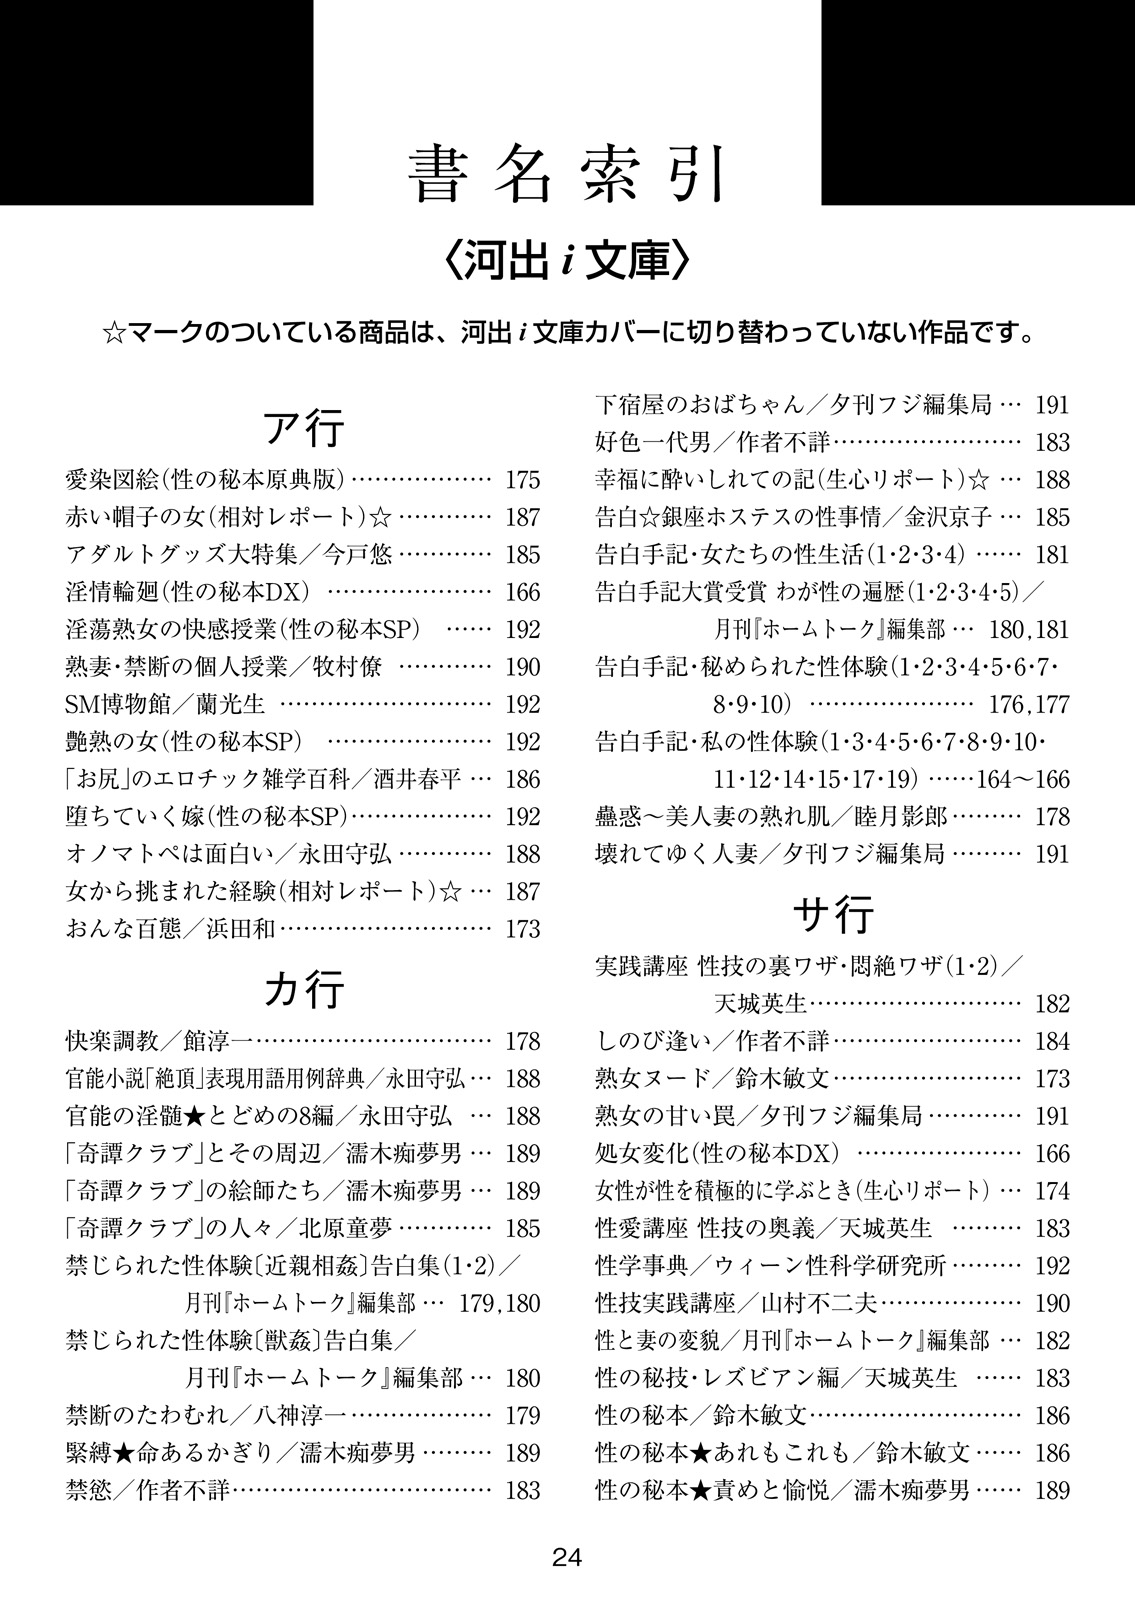 書名索引
〈河出i文庫〉
☆マークのついている商品は、河出i文庫カバーに切り替わっていない作品です。
ア行
愛染図絵(性の秘本原典版)……………… 175
赤い帽子の女(相対レポート)☆………… 187
アダルトグッズ大特集／今戸悠………… 185
淫情輪廻(性の秘本DX) ………………… 166
淫蕩熟女の快感授業(性の秘本SP) …… 192
熟妻・禁断の個人授業／牧村僚 ………… 190
SM博物館／蘭光生 ……………………… 192
艶熟の女(性の秘本SP) ………………… 192
「お尻」のエロチック雑学百科／酒井春平… 186
堕ちていく嫁(性の秘本SP)……………… 192
オノマトペは面白い／永田守弘………… 188
女から挑まれた経験(相対レポート)☆… 187
おんな百態／浜田和……………………… 173
カ行
快楽調教／館淳一………………………… 178
官能小説「絶頂」表現用語用例辞典／永田守弘… 188
官能の淫髄★とどめの8編／永田守弘 … 188
「奇譚クラブ」とその周辺／濡木痴夢男… 189
「奇譚クラブ」の絵師たち／濡木痴夢男… 189
「奇譚クラブ」の人々／北原童夢………… 185
禁じられた性体験〔近親相姦〕告白集(1・2)／
月刊『ホームトーク』編集部… 179,180
禁じられた性体験〔獣姦〕告白集／
月刊『ホームトーク』編集部… 180
禁断のたわむれ／八神淳一……………… 179
緊縛★命あるかぎり／濡木痴夢男……… 189
禁慾／作者不詳…………………………… 183
下宿屋のおばちゃん／夕刊フジ編集局… 191
好色一代男／作者不詳…………………… 183
幸福に酔いしれての記(生心リポート)☆… 188
告白☆銀座ホステスの性事情／金沢京子… 185
告白手記・女たちの性生活(1・2・3・4) …… 181
告白手記大賞受賞 わが性の遍歴(1・2・3・4・5)／
月刊『ホームトーク』編集部… 180,181
告白手記・秘められた性体験(1・2・3・4・5・6・7・
8・9・10) ………………… 176,177
告白手記・私の性体験(1・3・4・5・6・7・8・9・10・
11・12・14・15・17・19)……164〜166
蠱惑〜美人妻の熟れ肌／睦月影郎……… 178
壊れてゆく人妻／夕刊フジ編集局……… 191
サ行
実践講座 性技の裏ワザ・悶絶ワザ(1・2)／
天城英生……………………… 182
しのび逢い／作者不詳…………………… 184
熟女ヌード／鈴木敏文…………………… 173
熟女の甘い罠／夕刊フジ編集局………… 191
処女変化(性の秘本DX) ………………… 166
女性が性を積極的に学ぶとき(生心リポート)… 174
性愛講座 性技の奥義／天城英生 ……… 183
性学事典／ウィーン性科学研究所……… 192
性技実践講座／山村不二夫……………… 190
性と妻の変貌／月刊『ホームトーク』編集部… 182
性の秘技・レズビアン編／天城英生 …… 183
性の秘本／鈴木敏文……………………… 186
性の秘本★あれもこれも／鈴木敏文…… 186
性の秘本★責めと愉悦／濡木痴夢男…… 189
24